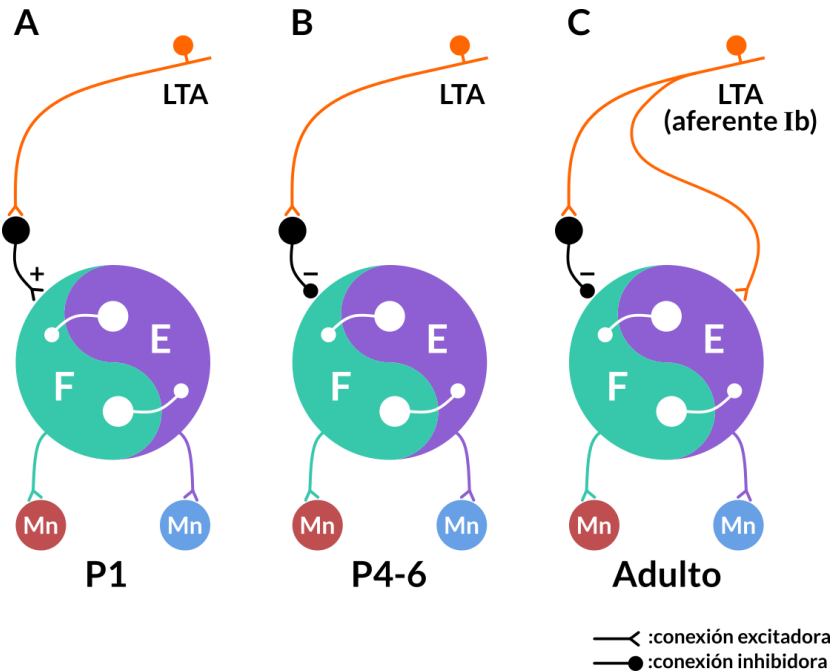 A
B
C
LTA
LTA
LTA
(aferente Ib)
+
−
−
E
F
E
F
E
F
Mn
Mn
Mn
Mn
Mn
Mn
P1
P4-6
Adulto
:conexión excitadora
:conexión inhibidora